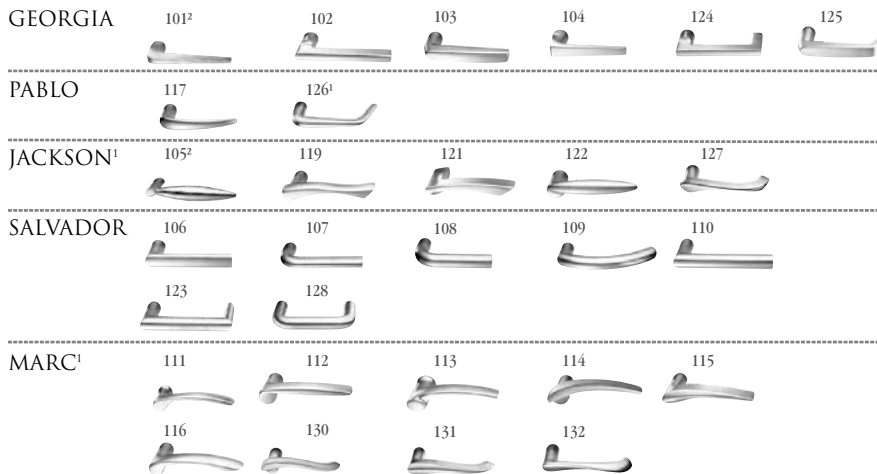 GEORGIA 101² 102 103 104 124 125
PABLO 117 126¹
JACKSON¹ 105² 119 121 122 127
SALVADOR 106 107 108 109 110
123 128
MARC¹ 111 112 113 114 115
116 130 131 132